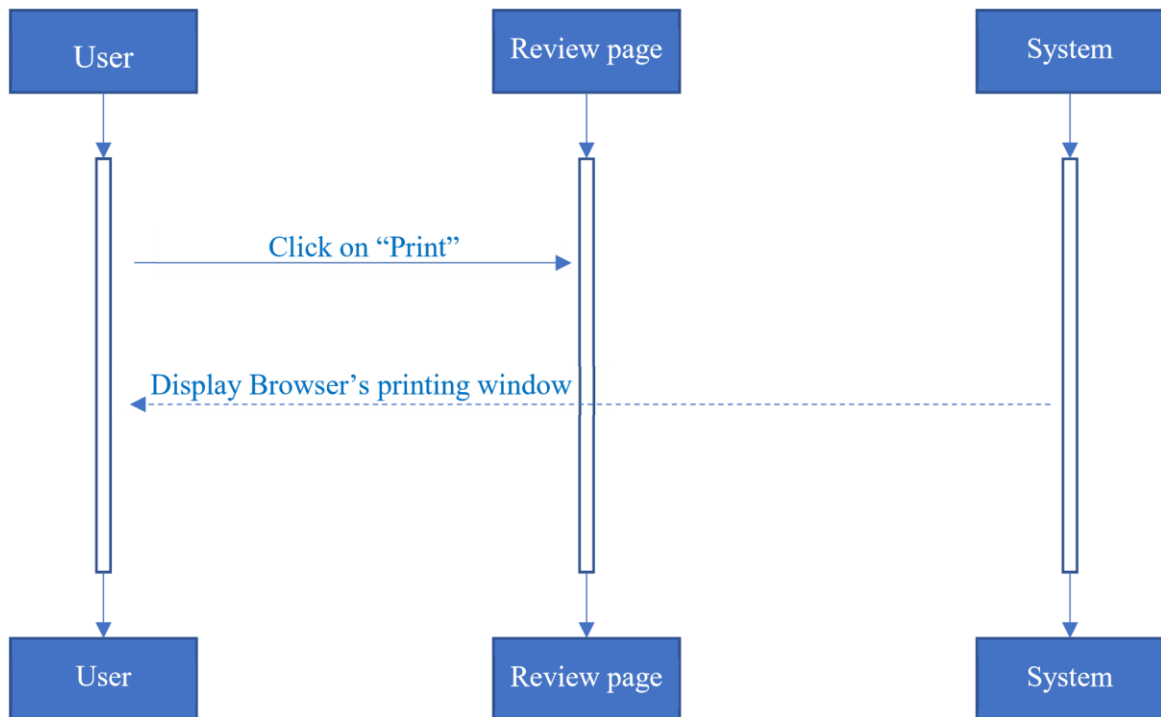 User
Review page
System
Click on “Print”
Display Browser’s printing window
User
Review page
System